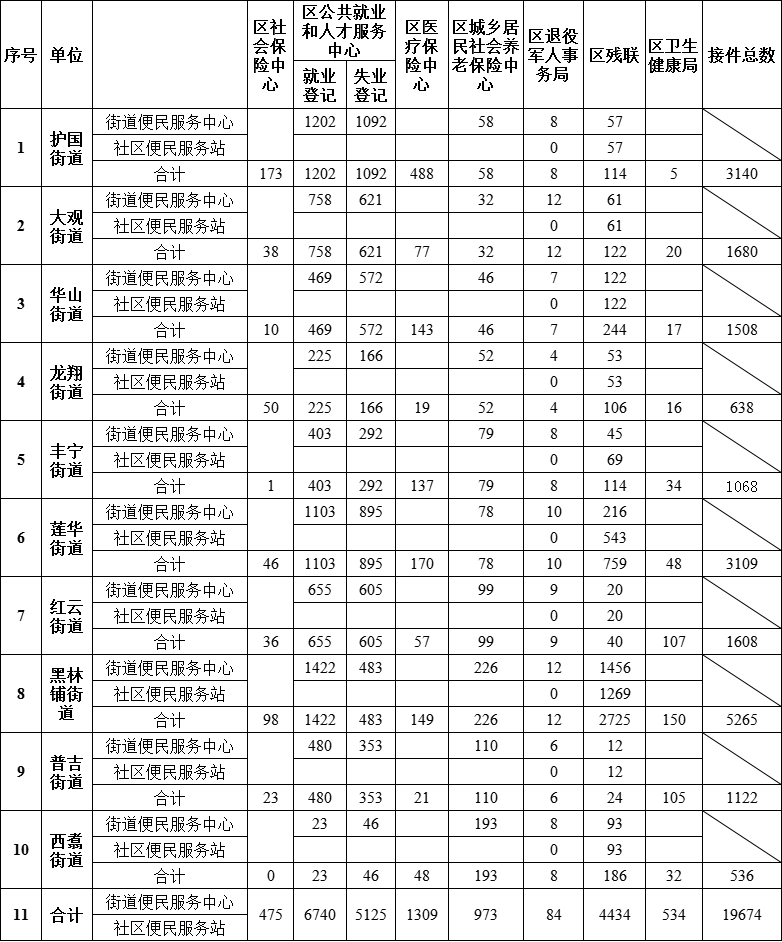 序号 单位 区社会保险中心 区公共就业和人才服务中心 区医疗保险中心 区城乡居民社会养老保险中心 区退役军人事务局 区残联 区卫生健康局 接件总数
就业登记 失业登记
1 护国街道 街道便民服务中心 1202 1092 58 8 57
社区便民服务站 0 57
合计 173 1202 1092 488 58 8 114 5 3140
2 大观街道 街道便民服务中心 758 621 32 12 61
社区便民服务站 0 61
合计 38 758 621 77 32 12 122 20 1680
3 华山街道 街道便民服务中心 469 572 46 7 122
社区便民服务站 0 122
合计 10 469 572 143 46 7 244 17 1508
4 龙翔街道 街道便民服务中心 225 166 52 4 53
社区便民服务站 0 53
合计 50 225 166 19 52 4 106 16 638
5 丰宁街道 街道便民服务中心 403 292 79 8 45
社区便民服务站 0 69
合计 1 403 292 137 79 8 114 34 1068
6 莲华街道 街道便民服务中心 1103 895 78 10 216
社区便民服务站 0 543
合计 46 1103 895 170 78 10 759 48 3109
7 红云街道 街道便民服务中心 655 605 99 9 20
社区便民服务站 0 20
合计 36 655 605 57 99 9 40 107 1608
8 黑林铺街道 街道便民服务中心 1422 483 226 12 1456
社区便民服务站 0 1269
合计 98 1422 483 149 226 12 2725 150 5265
9 普吉街道 街道便民服务中心 480 353 110 6 12
社区便民服务站 0 12
合计 23 480 353 21 110 6 24 105 1122
10 西翥街道 街道便民服务中心 23 46 193 8 93
社区便民服务站 0 93
合计 0 23 46 48 193 8 186 32 536
11 合计 街道便民服务中心 475 6740 5125 1309 973 84 4434 534 19674
社区便民服务站